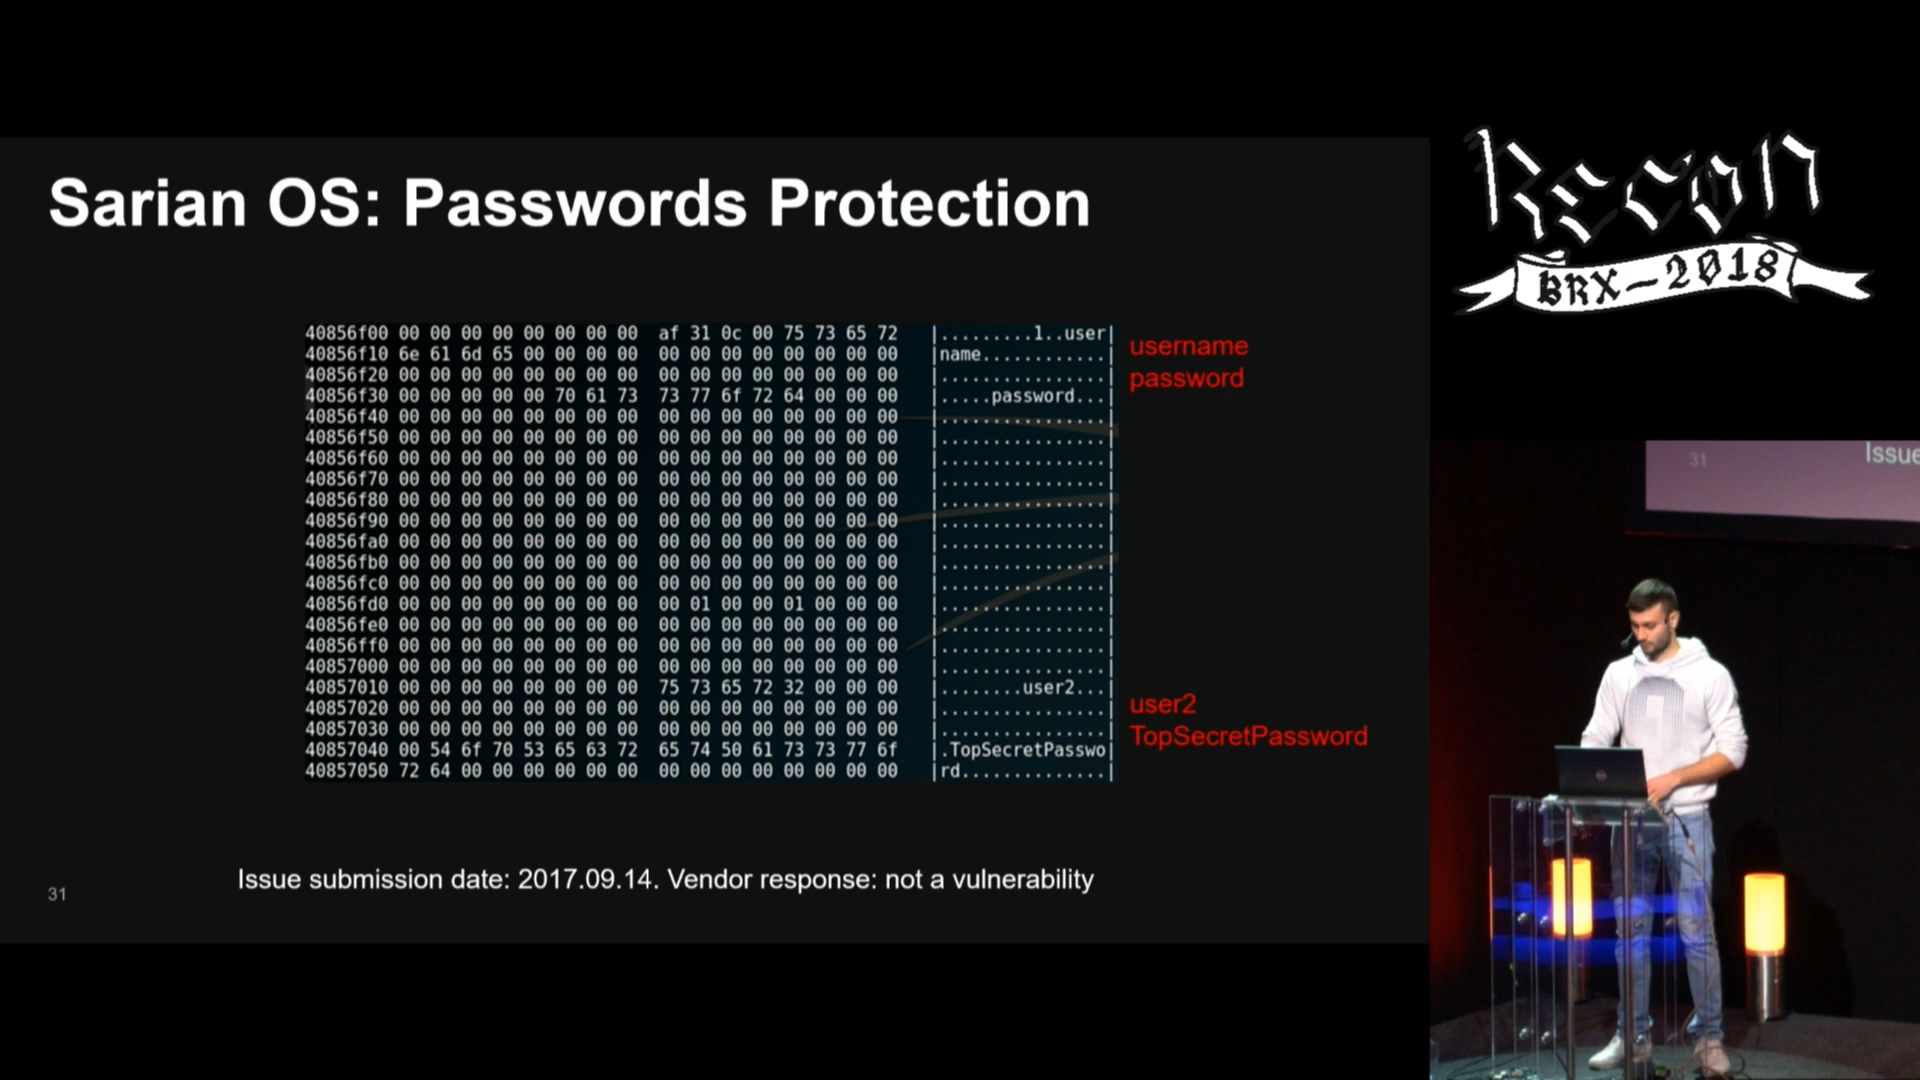 Sarian OS: Passwords Protection
40856f00 00 00 00 00 00 00 00 00  af 31 0c 00 75 73 65 72 |.........1..user|
40856f10 6e 61 6d 65 00 00 00 00  00 00 00 00 00 00 00 00 |name............|
40856f20 00 00 00 00 00 00 00 00  00 00 00 00 00 00 00 00 |................|
40856f30 00 00 00 00 00 70 61 73  73 77 6f 72 64 00 00 00 |.....password...|
40856f40 00 00 00 00 00 00 00 00  00 00 00 00 00 00 00 00 |................|
40856f50 00 00 00 00 00 00 00 00  00 00 00 00 00 00 00 00 |................|
40856f60 00 00 00 00 00 00 00 00  00 00 00 00 00 00 00 00 |................|
40856f70 00 00 00 00 00 00 00 00  00 00 00 00 00 00 00 00 |................|
40856f80 00 00 00 00 00 00 00 00  00 00 00 00 00 00 00 00 |................|
40856f90 00 00 00 00 00 00 00 00  00 00 00 00 00 00 00 00 |................|
40856fa0 00 00 00 00 00 00 00 00  00 00 00 00 00 00 00 00 |................|
40856fb0 00 00 00 00 00 00 00 00  00 00 00 00 00 00 00 00 |................|
40856fc0 00 00 00 00 00 00 00 00  00 00 00 00 00 00 00 00 |................|
40856fd0 00 00 00 00 00 00 00 00  00 01 00 00 01 00 00 00 |................|
40856fe0 00 00 00 00 00 00 00 00  00 00 00 00 00 00 00 00 |................|
40856ff0 00 00 00 00 00 00 00 00  00 00 00 00 00 00 00 00 |................|
40857000 00 00 00 00 00 00 00 00  00 00 00 00 00 00 00 00 |................|
40857010 00 00 00 00 00 00 00 00  75 73 65 72 32 00 00 00 |........user2...|
40857020 00 00 00 00 00 00 00 00  00 00 00 00 00 00 00 00 |................|
40857030 00 00 00 00 00 00 00 00  00 00 00 00 00 00 00 00 |................|
40857040 00 54 6f 70 53 65 63 72  65 74 50 61 73 73 77 6f |.TopSecretPasswo|
40857050 72 64 00 00 00 00 00 00  00 00 00 00 00 00 00 00 |rd..............|
username
password
user2
TopSecretPassword
Issue submission date: 2017.09.14. Vendor response: not a vulnerability
31
Recon
BRX-2018
31
Issue